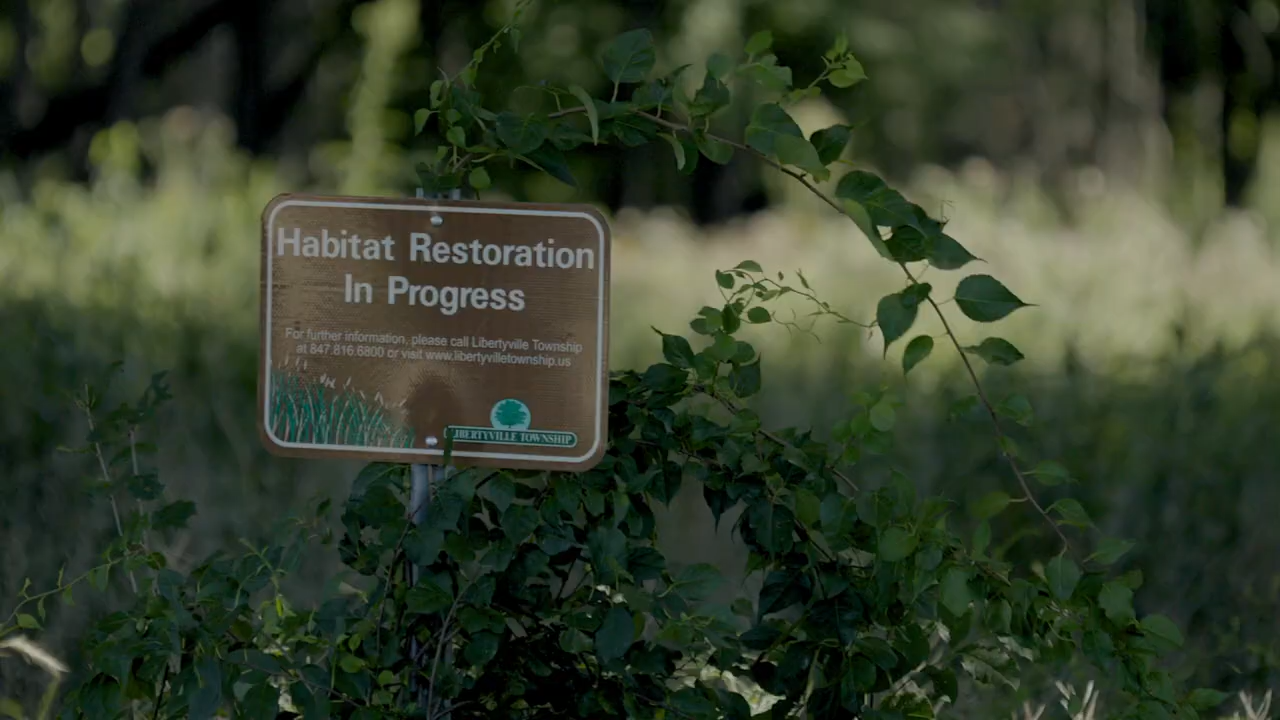 Habitat Restoration
In Progress
For further information, please call Libertyville Township
at 847.816.6800 or visit www.libertyvilletownship.us
LIBERTYVILLE TOWNSHIP